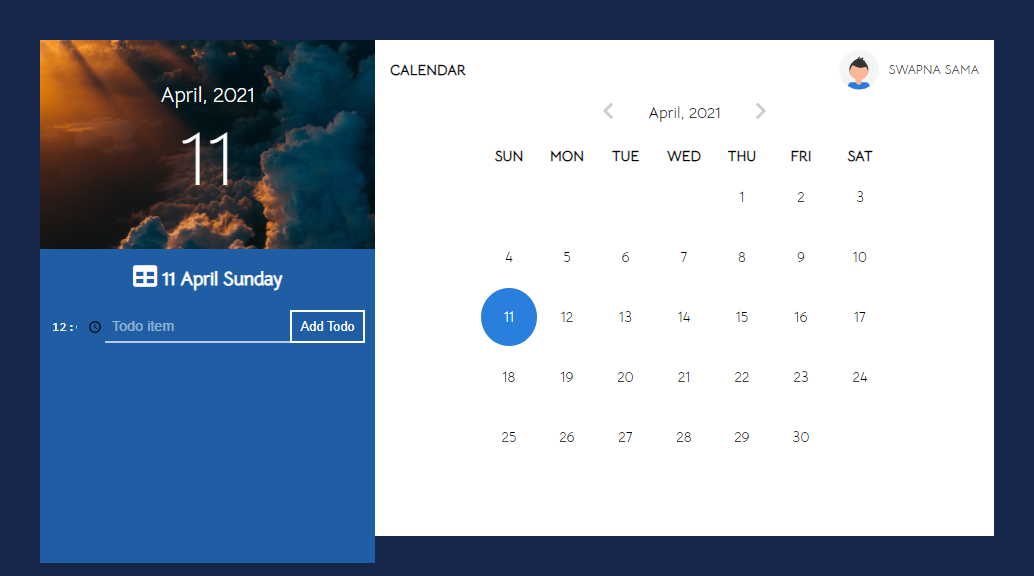 April, 2021
11
11 April Sunday
12:
Todo item
Add Todo
CALENDAR
SWAPNA SAMA
April, 2021
SUN MON TUE WED THU FRI SAT
1 2 3
4 5 6 7 8 9 10
11 12 13 14 15 16 17
18 19 20 21 22 23 24
25 26 27 28 29 30